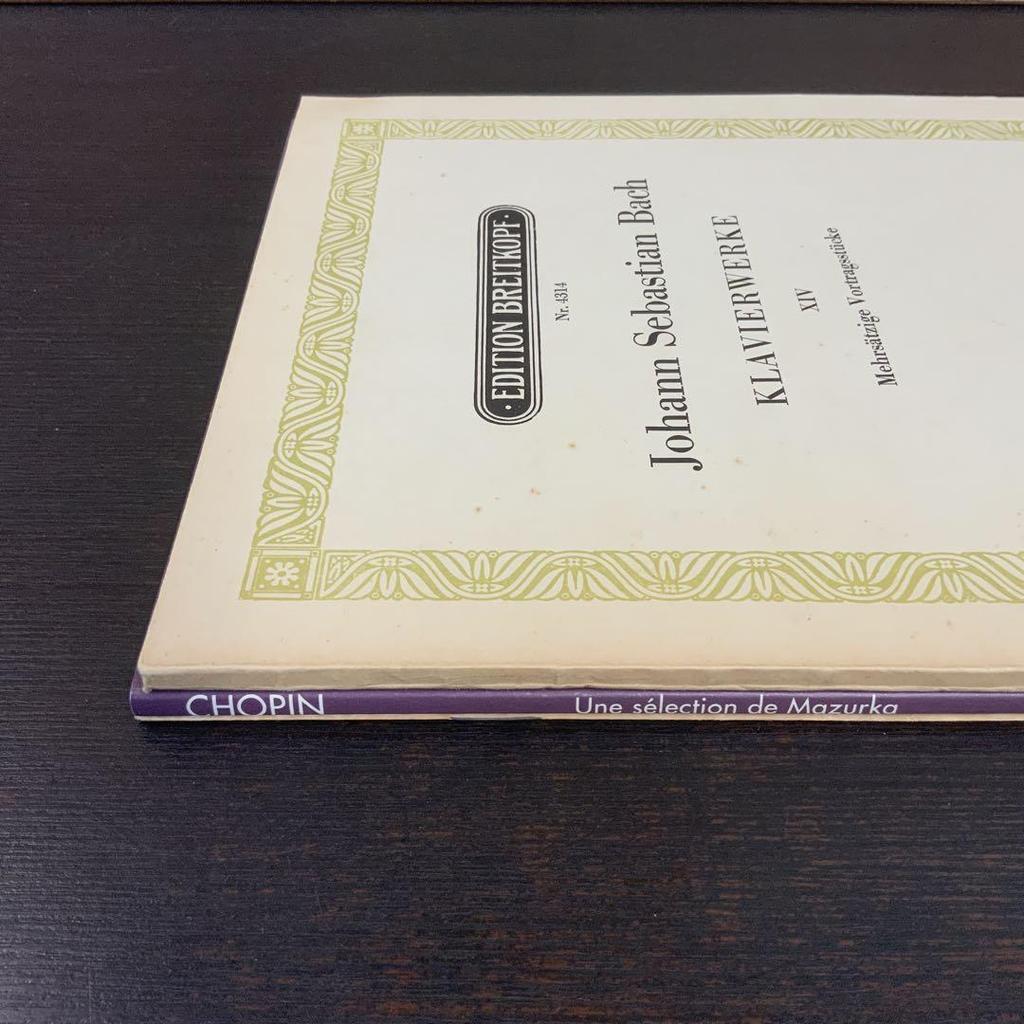 · EDITION BREITKOPF ·
Nr. 4314
Johann Sebastian Bach
KLAVIERWERKE
XIV
Mehrsätzige Vortragsstücke
CHOPIN Une sélection de Mazurka